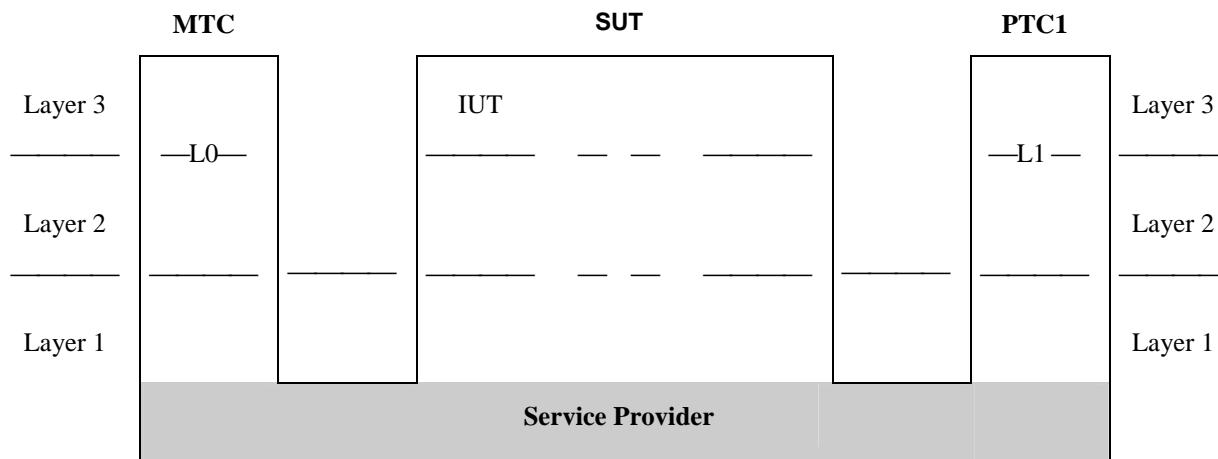 MTC SUT PTC1
Layer 3 IUT Layer 3
L0 L1
Layer 2 Layer 2
Layer 1 Layer 1
Service Provider